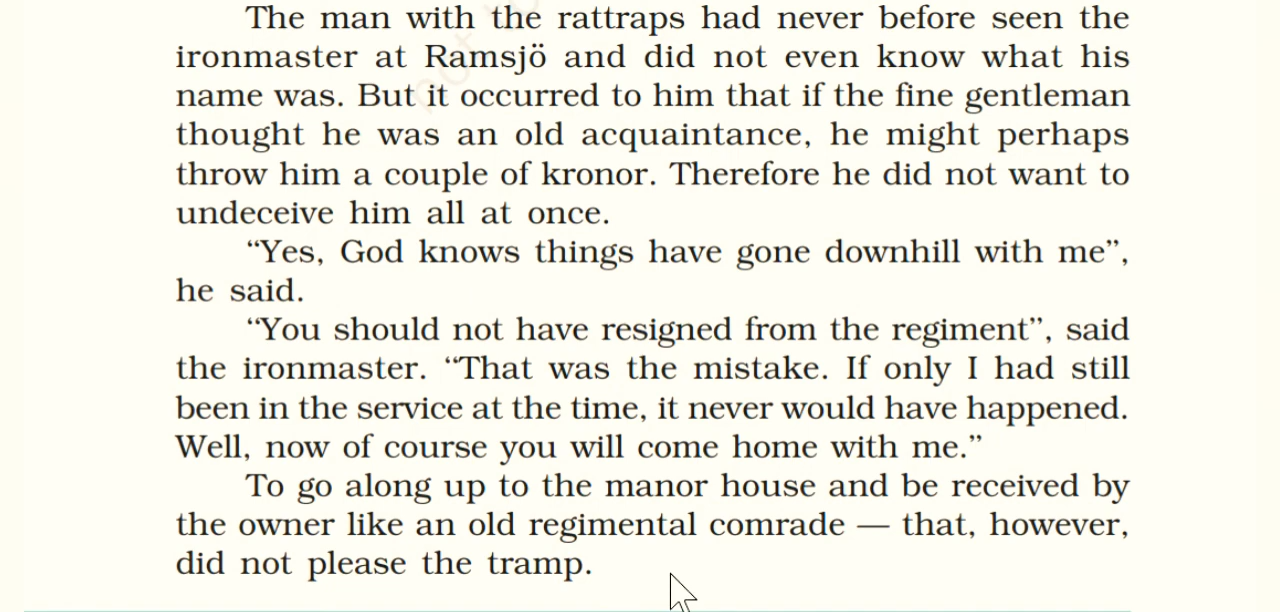 The man with the rattraps had never before seen the
ironmaster at Ramsjö and did not even know what his
name was. But it occurred to him that if the fine gentleman
thought he was an old acquaintance, he might perhaps
throw him a couple of kronor. Therefore he did not want to
undeceive him all at once.
“Yes, God knows things have gone downhill with me”,
he said.
“You should not have resigned from the regiment”, said
the ironmaster. “That was the mistake. If only I had still
been in the service at the time, it never would have happened.
Well, now of course you will come home with me.”
To go along up to the manor house and be received by
the owner like an old regimental comrade — that, however,
did not please the tramp.
not to